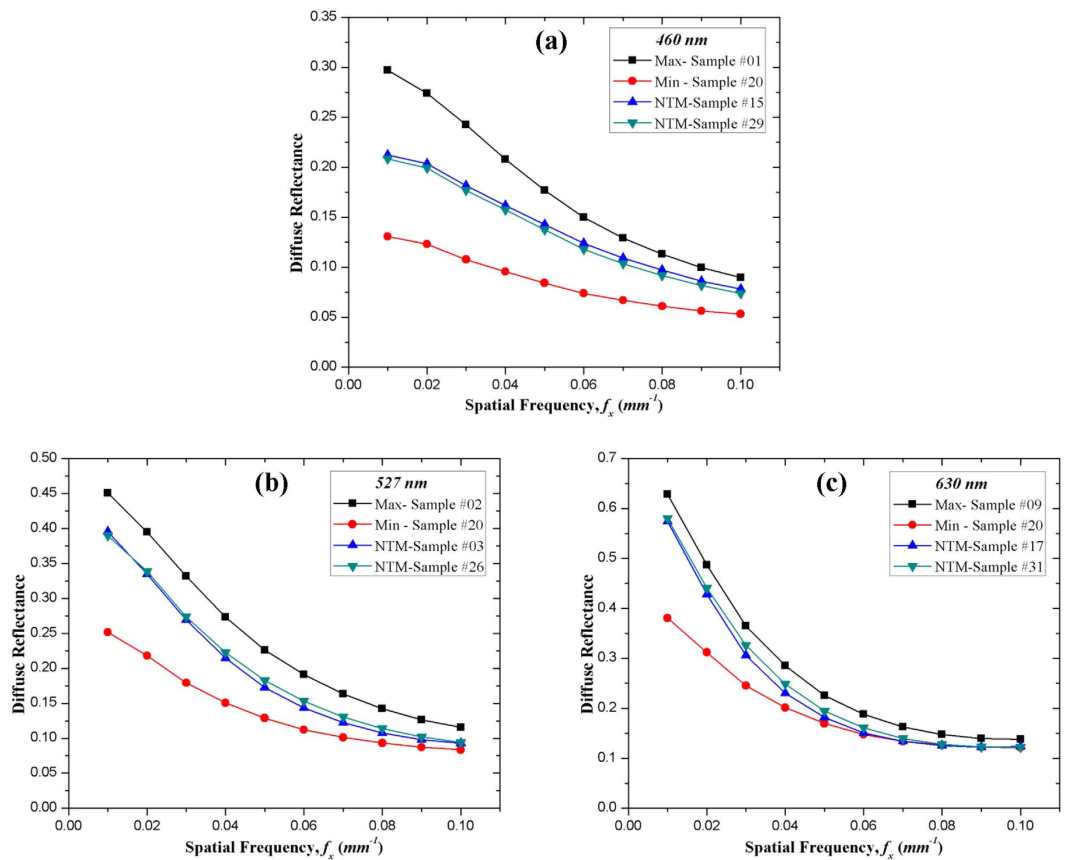 (a)
460 nm
Max- Sample #01
Min - Sample #20
NTM-Sample #15
NTM-Sample #29
Diffuse Reflectance
0.35
0.30
0.25
0.20
0.15
0.10
0.05
0.00
0.00 0.02 0.04 0.06 0.08 0.10
Spatial Frequency, fₓ (mm⁻¹)
(b)
527 nm
Max- Sample #02
Min - Sample #20
NTM-Sample #03
NTM-Sample #26
Diffuse Reflectance
0.50
0.45
0.40
0.35
0.30
0.25
0.20
0.15
0.10
0.05
0.00
0.00 0.02 0.04 0.06 0.08 0.10
Spatial Frequency, fₓ (mm⁻¹)
(c)
630 nm
Max- Sample #09
Min - Sample #20
NTM-Sample #17
NTM-Sample #31
Diffuse Reflectance
0.7
0.6
0.5
0.4
0.3
0.2
0.1
0.0
0.00 0.02 0.04 0.06 0.08 0.10
Spatial Frequency, fₓ (mm⁻¹)